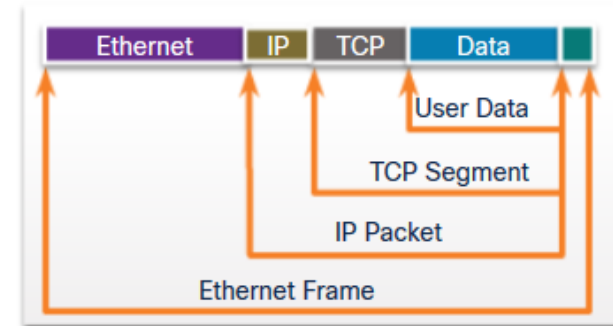 Ethernet IP TCP Data
User Data
TCP Segment
IP Packet
Ethernet Frame